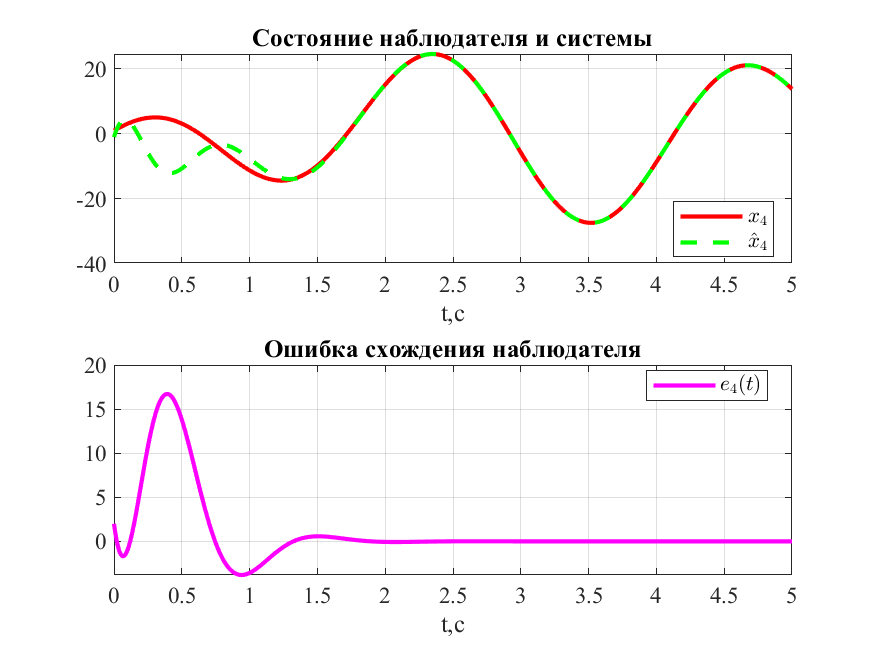 Состояние наблюдателя и системы
20
0
-20
-40
0 0.5 1 1.5 2 2.5 3 3.5 4 4.5 5
t,c
x₄
x̂₄
Ошибка схождения наблюдателя
20
15
10
5
0
0 0.5 1 1.5 2 2.5 3 3.5 4 4.5 5
t,c
e₄(t)